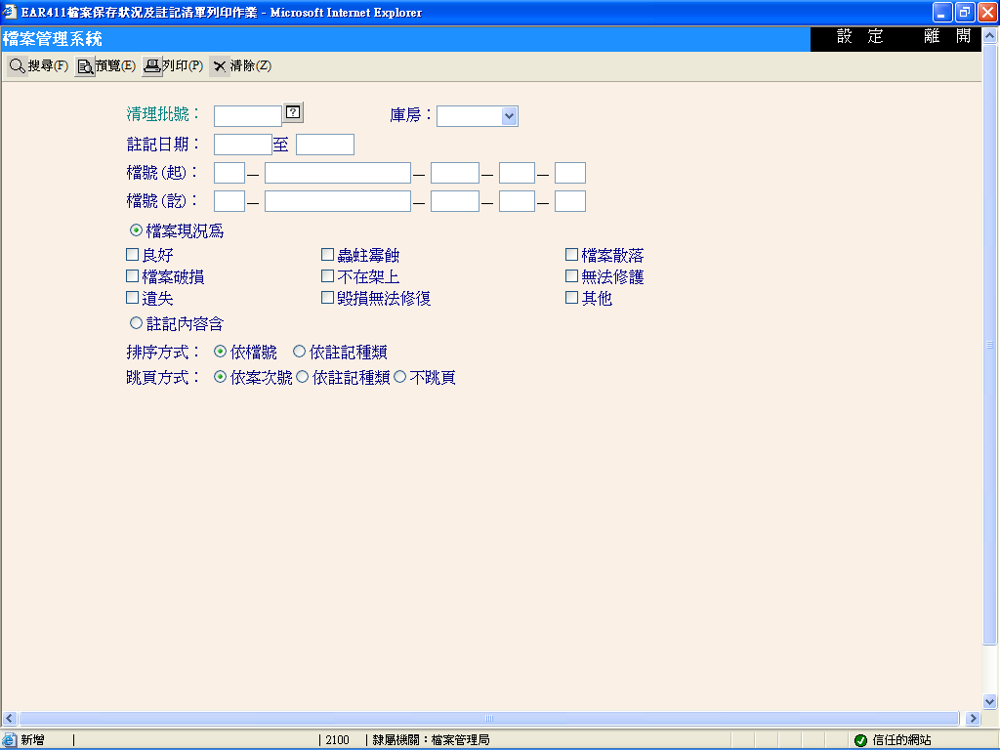 EAR411檔案保存狀況及註記清單列印作業 - Microsoft Internet Explorer
檔案管理系統 設 定 離 開
搜尋(F) 預覽(E) 列印(P) 清除(Z)
清理批號： ? 庫房：
註記日期： 至
檔號(起)： – – – –
檔號(訖)： – – – –
檔案現況為
良好 蟲蛀霉蝕 檔案散落
檔案破損 不在架上 無法修護
遺失 毀損無法修復 其他
註記內容含
排序方式： 依檔號 依註記種類
跳頁方式： 依案次號 依註記種類 不跳頁
新增 | | 2100 | 隸屬機關：檔案管理局 信任的網站